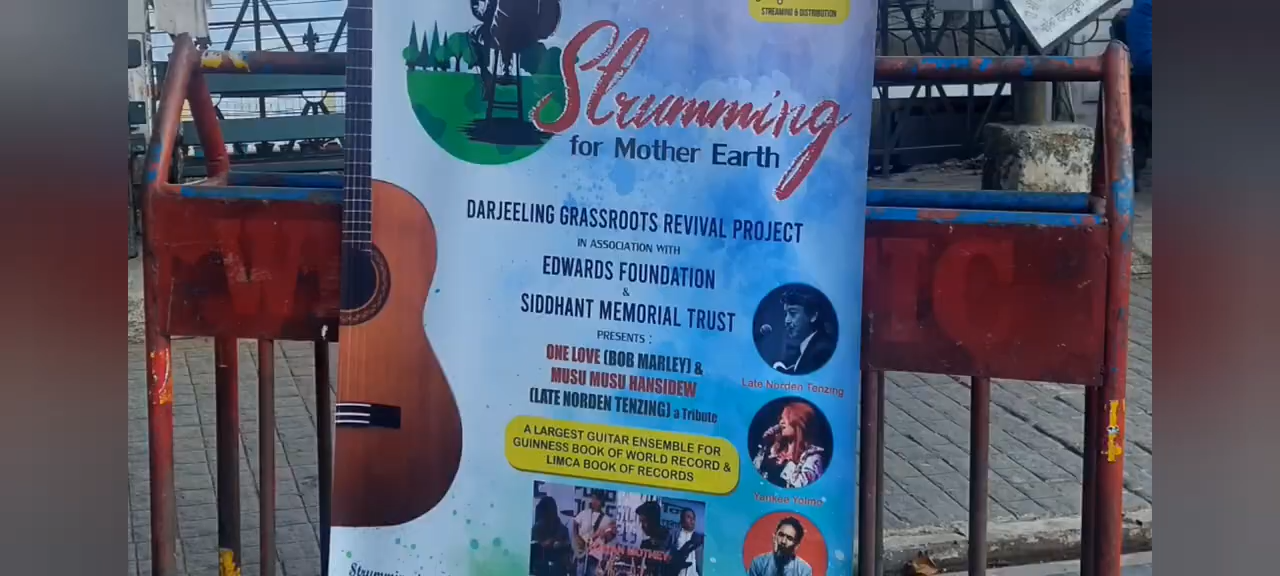 STREAMING & DISTRIBUTION
Strumming
for Mother Earth
DARJEELING GRASSROOTS REVIVAL PROJECT
IN ASSOCIATION WITH
EDWARDS FOUNDATION
&
SIDDHANT MEMORIAL TRUST
PRESENTS :
ONE LOVE (BOB MARLEY) &
MUSU MUSU HANSIDEW
(LATE NORDEN TENZING) a Tribute
Late Norden Tenzing
A LARGEST GUITAR ENSEMBLE FOR
GUINNESS BOOK OF WORLD RECORD &
LIMCA BOOK OF RECORDS
Yankee Yolmo